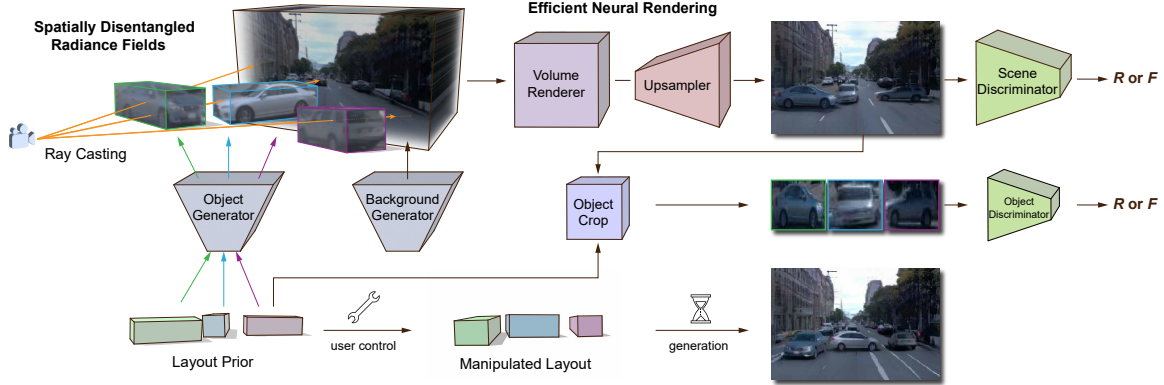 Spatially Disentangled
Radiance Fields
Efficient Neural Rendering
Volume
Renderer
Upsampler
Scene
Discriminator
R or F
Ray Casting
Object
Generator
Background
Generator
Object
Crop
Object
Discriminator
R or F
Layout Prior
user control
Manipulated Layout
generation